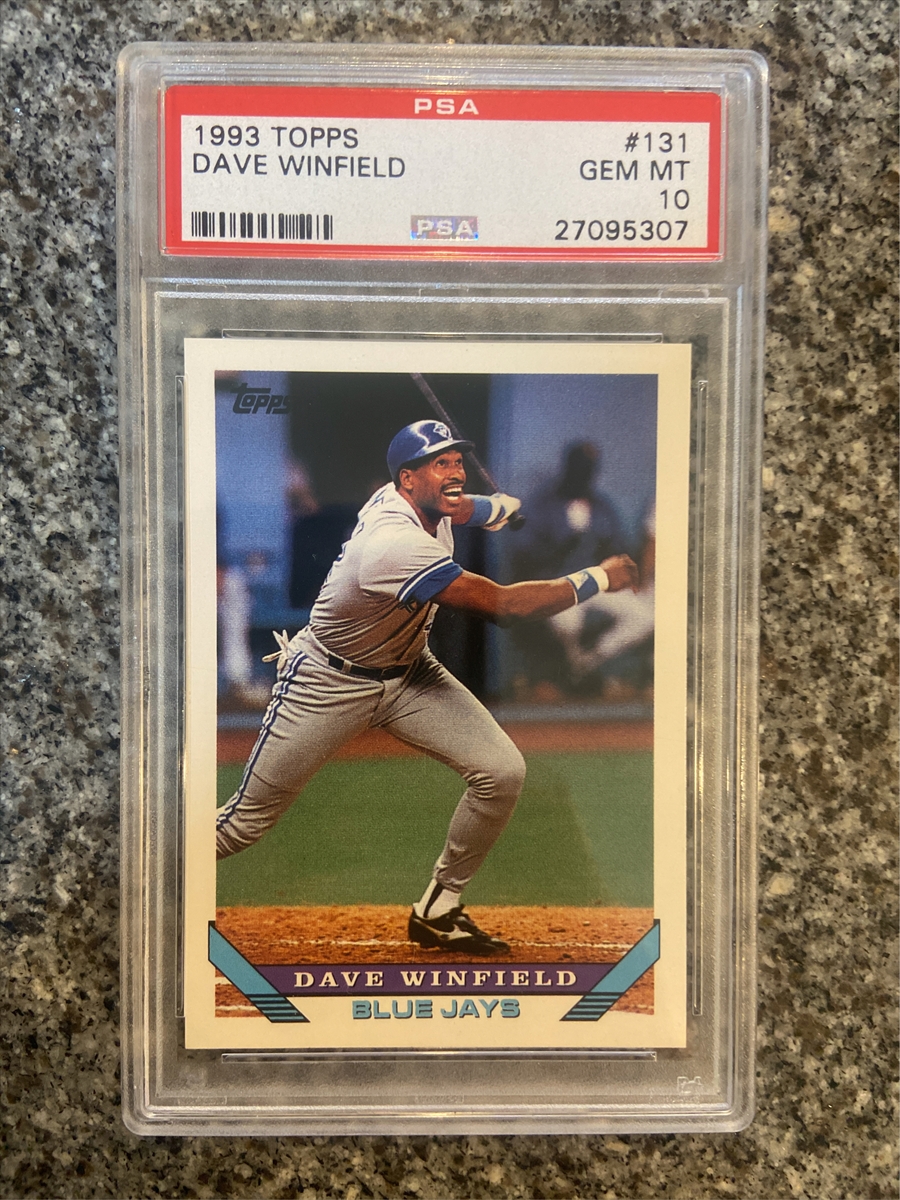 PSA
1993 TOPPS #131
DAVE WINFIELD GEM MT
10
PSA 27095307
Topps
DAVE WINFIELD
BLUE JAYS